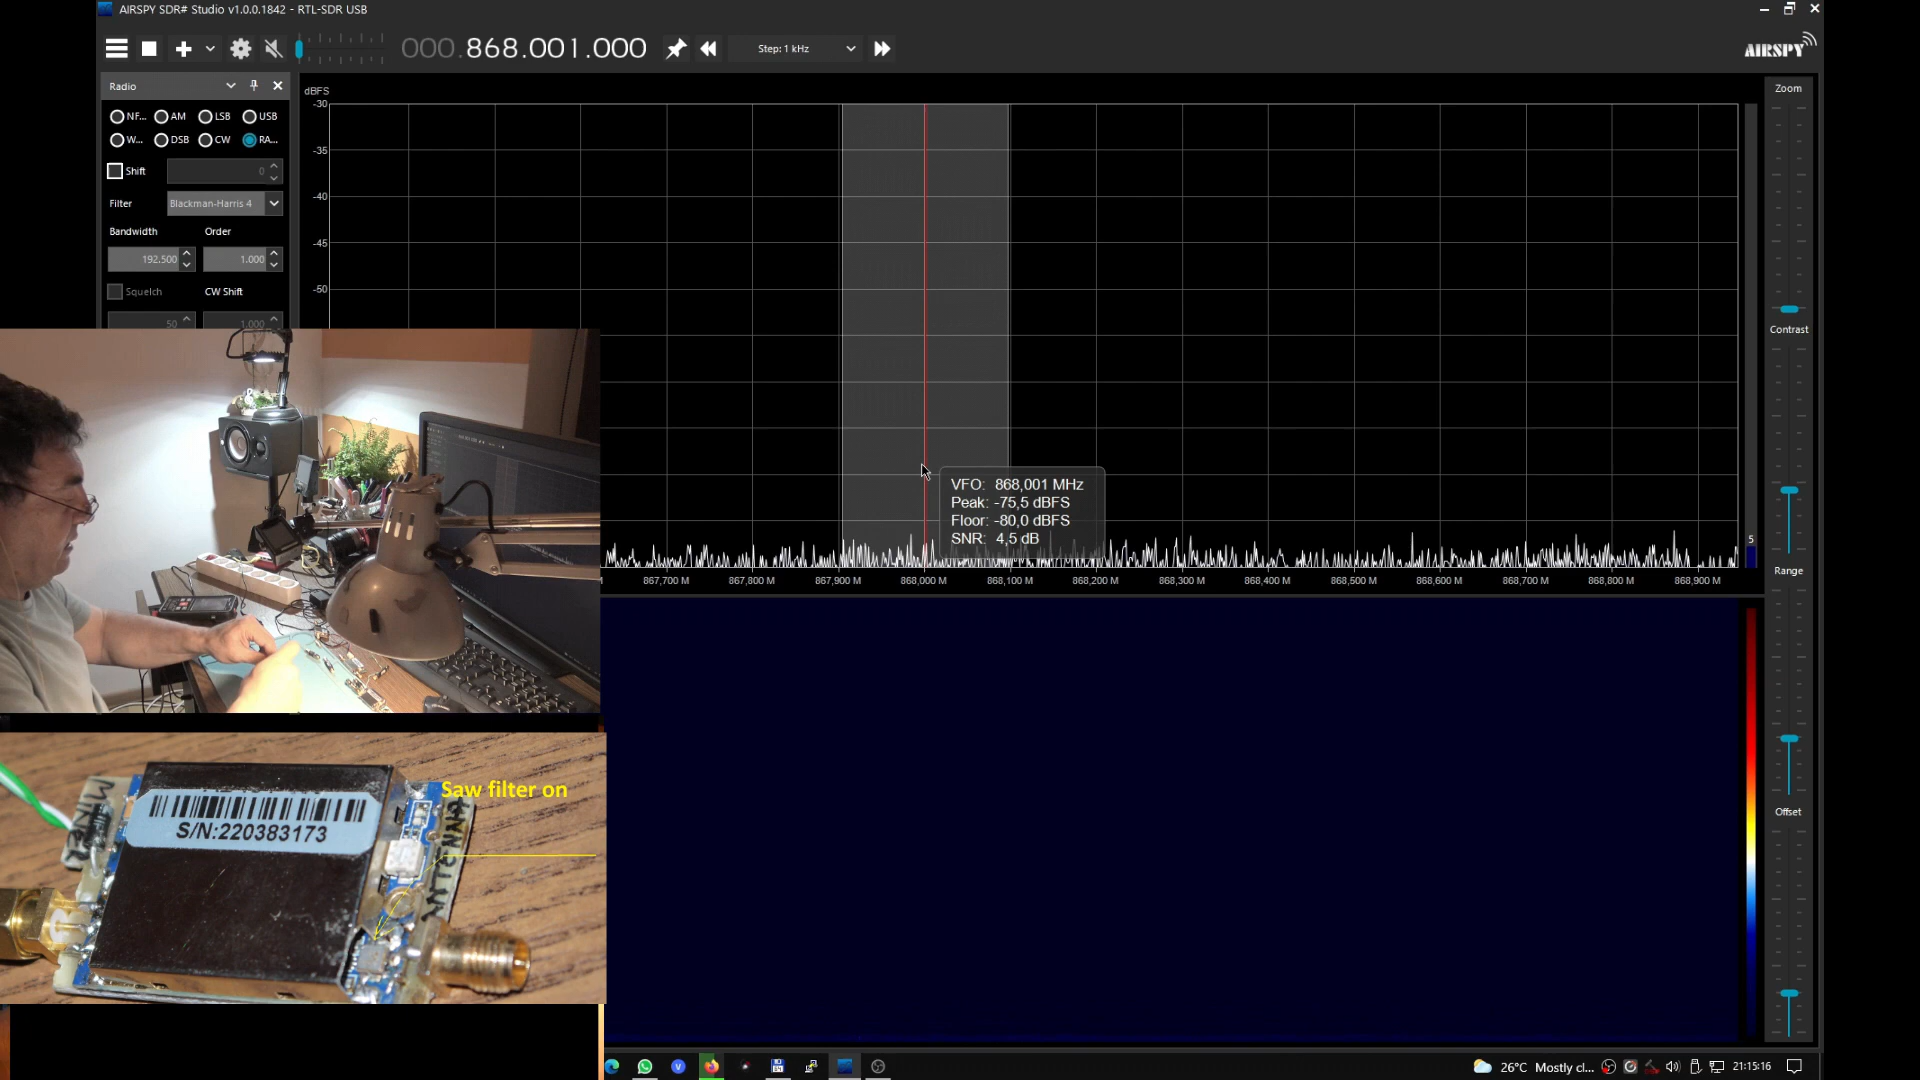 AIRSPY SDR# Studio v1.0.0.1842 - RTL-SDR USB
000.868.001.000
Step: 1 kHz
AIRSPY
Radio
NF... AM LSB USB
W... DSB CW RA...
Shift 0
Filter Blackman-Harris 4
Bandwidth Order
192.500 1.000
Squelch CW Shift
50 1.000
dBFS
-30
-35
-40
-45
-50
Zoom
Contrast
Range
Offset
VFO: 868,001 MHz
Peak: -75,5 dBFS
Floor: -80,0 dBFS
SNR: 4,5 dB
5
M 867,700 M 867,800 M 867,900 M 868,000 M 868,100 M 868,200 M 868,300 M 868,400 M 868,500 M 868,600 M 868,700 M 868,800 M 868,900 M
Saw filter on
S/N:220383173
MINER
26°C Mostly cl...
21:15:16